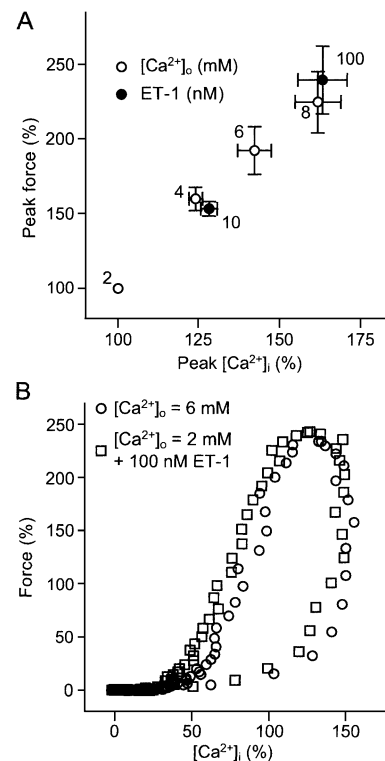 A
[Ca²⁺]ₒ (mM)
ET-1 (nM)
250
200
150
100
Peak force (%)
2
4
10
6
8
100
100
125
150
175
Peak [Ca²⁺]ᵢ (%)
B
[Ca²⁺]ₒ = 6 mM
[Ca²⁺]ₒ = 2 mM
+ 100 nM ET-1
250
200
150
100
50
0
Force (%)
0
50
100
150
[Ca²⁺]ᵢ (%)